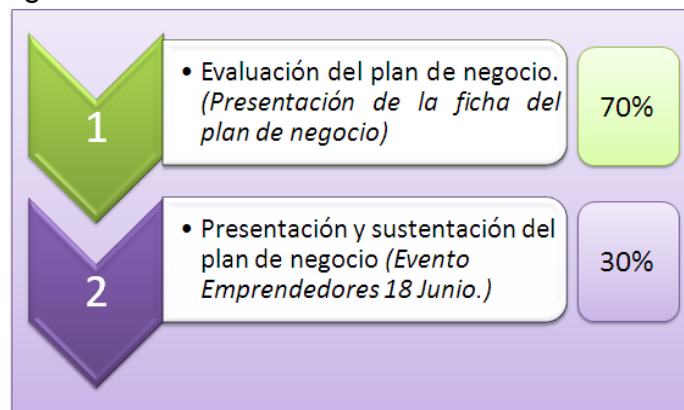 1
• Evaluación del plan de negocio.
(Presentación de la ficha del
plan de negocio)
70%
2
• Presentación y sustentación del
plan de negocio (Evento
Emprendedores 18 Junio.)
30%